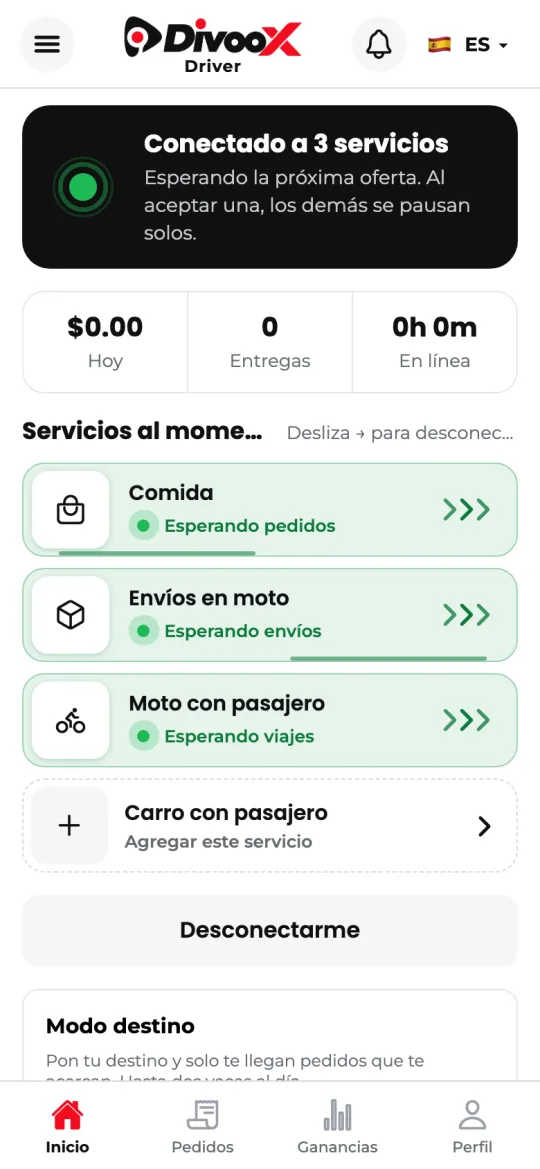 DivooX
Driver
ES
Conectado a 3 servicios
Esperando la próxima oferta. Al
aceptar una, los demás se pausan
solos.
$0.00
Hoy
0
Entregas
0h 0m
En línea
Servicios al mome...
Desliza → para desconec...
Comida
Esperando pedidos
Envíos en moto
Esperando envíos
Moto con pasajero
Esperando viajes
Carro con pasajero
Agregar este servicio
Desconectarme
Modo destino
Pon tu destino y solo te llegan pedidos que te
Inicio
Pedidos
Ganancias
Perfil